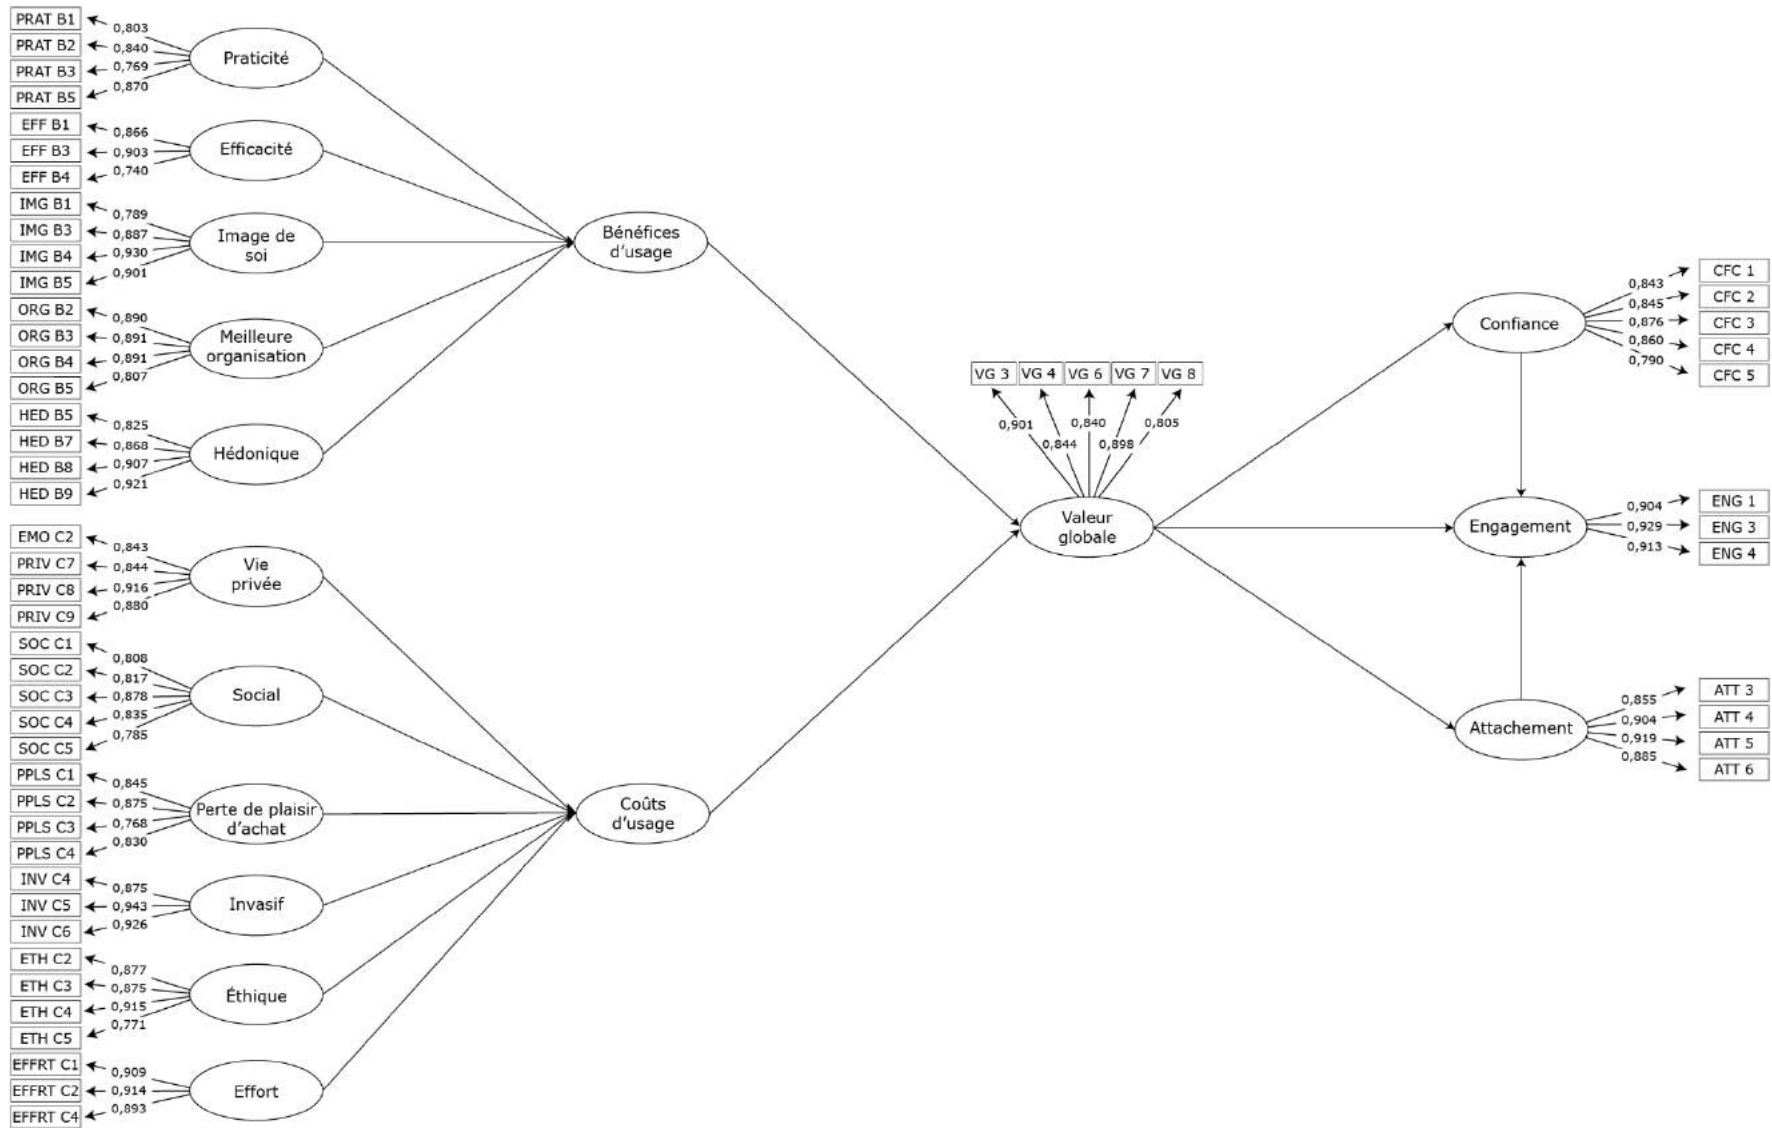 PRAT B1
0,803
PRAT B2
0,840
PRAT B3
0,769
PRAT B5
0,870
Praticité
EFF B1
0,866
EFF B3
0,903
EFF B4
0,740
Efficacité
IMG B1
0,789
IMG B3
0,887
IMG B4
0,930
IMG B5
0,901
Image de
soi
ORG B2
0,890
ORG B3
0,891
ORG B4
0,891
ORG B5
0,807
Meilleure
organisation
HED B5
0,825
HED B7
0,868
HED B8
0,907
HED B9
0,921
Hédonique
Bénéfices
d'usage
EMO C2
0,843
PRIV C7
0,844
PRIV C8
0,916
PRIV C9
0,880
Vie
privée
SOC C1
0,808
SOC C2
0,817
SOC C3
0,878
SOC C4
0,835
SOC C5
0,785
Social
PPLS C1
0,845
PPLS C2
0,875
PPLS C3
0,768
PPLS C4
0,830
Perte de plaisir
d'achat
INV C4
0,875
INV C5
0,943
INV C6
0,926
Invasif
ETH C2
0,877
ETH C3
0,875
ETH C4
0,915
ETH C5
0,771
Éthique
EFFRT C1
0,909
EFFRT C2
0,914
EFFRT C4
0,893
Effort
Coûts
d'usage
VG 3 VG 4 VG 6 VG 7 VG 8
0,901
0,844
0,840
0,898
0,805
Valeur
globale
Confiance
0,843
CFC 1
0,845
CFC 2
0,876
CFC 3
0,860
CFC 4
0,790
CFC 5
Engagement
0,904
ENG 1
0,929
ENG 3
0,913
ENG 4
Attachement
0,855
ATT 3
0,904
ATT 4
0,919
ATT 5
0,885
ATT 6